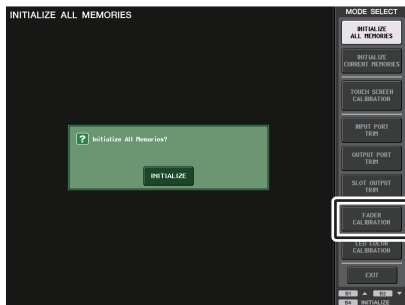 INITIALIZE ALL MEMORIES
MODE SELECT
INITIALIZE
ALL MEMORIES
INITIALIZE
CURRENT MEMORIES
TOUCH SCREEN
CALIBRATION
INPUT PORT
TRIM
OUTPUT PORT
TRIM
SLOT OUTPUT
TRIM
FADER
CALIBRATION
LED COLOR
CALIBRATION
EXIT
? Initialize All Memories?
INITIALIZE